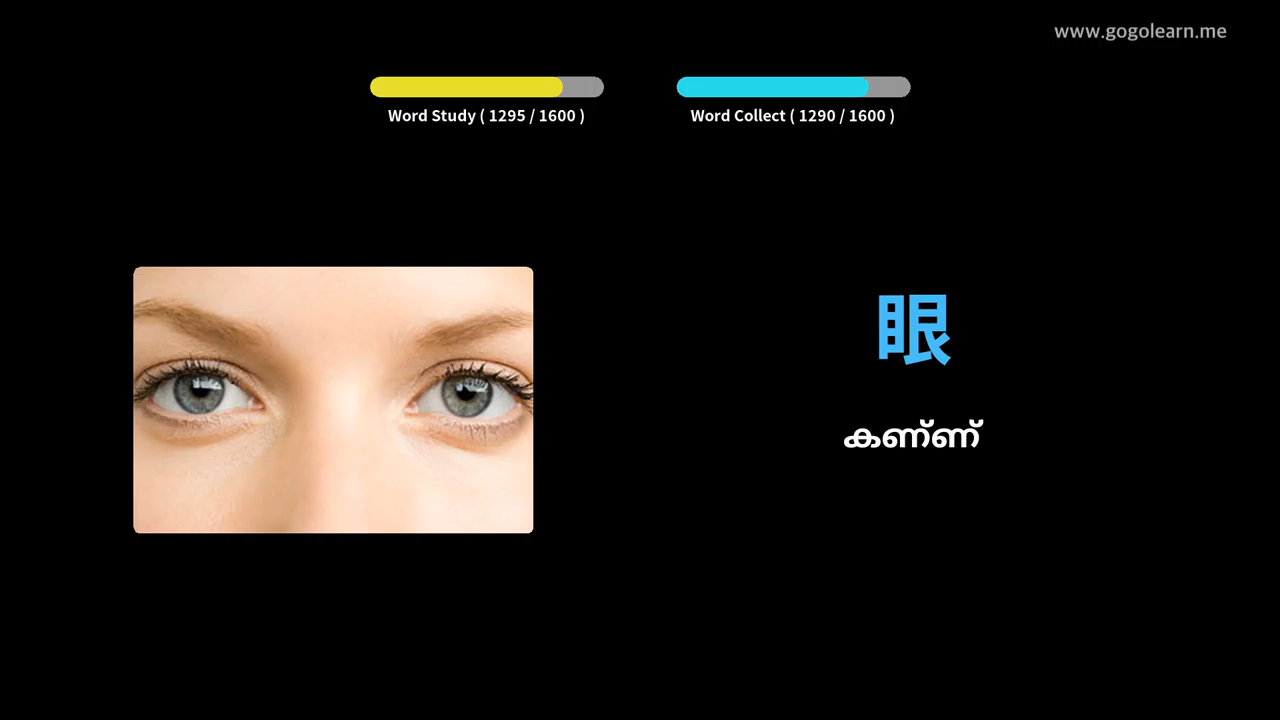 www.gogolearn.me
Word Study ( 1295 / 1600 )
Word Collect ( 1290 / 1600 )
眼
കണ്ണ്